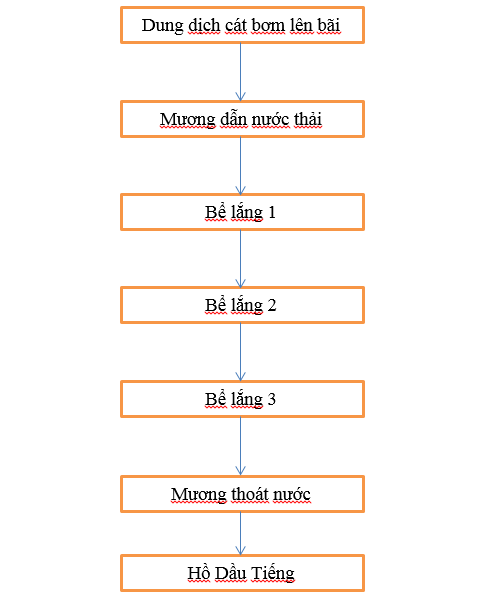 Dung dịch cát bơm lên bãi
Mương dẫn nước thải
Bể lắng 1
Bể lắng 2
Bể lắng 3
Mương thoát nước
Hồ Dầu Tiếng